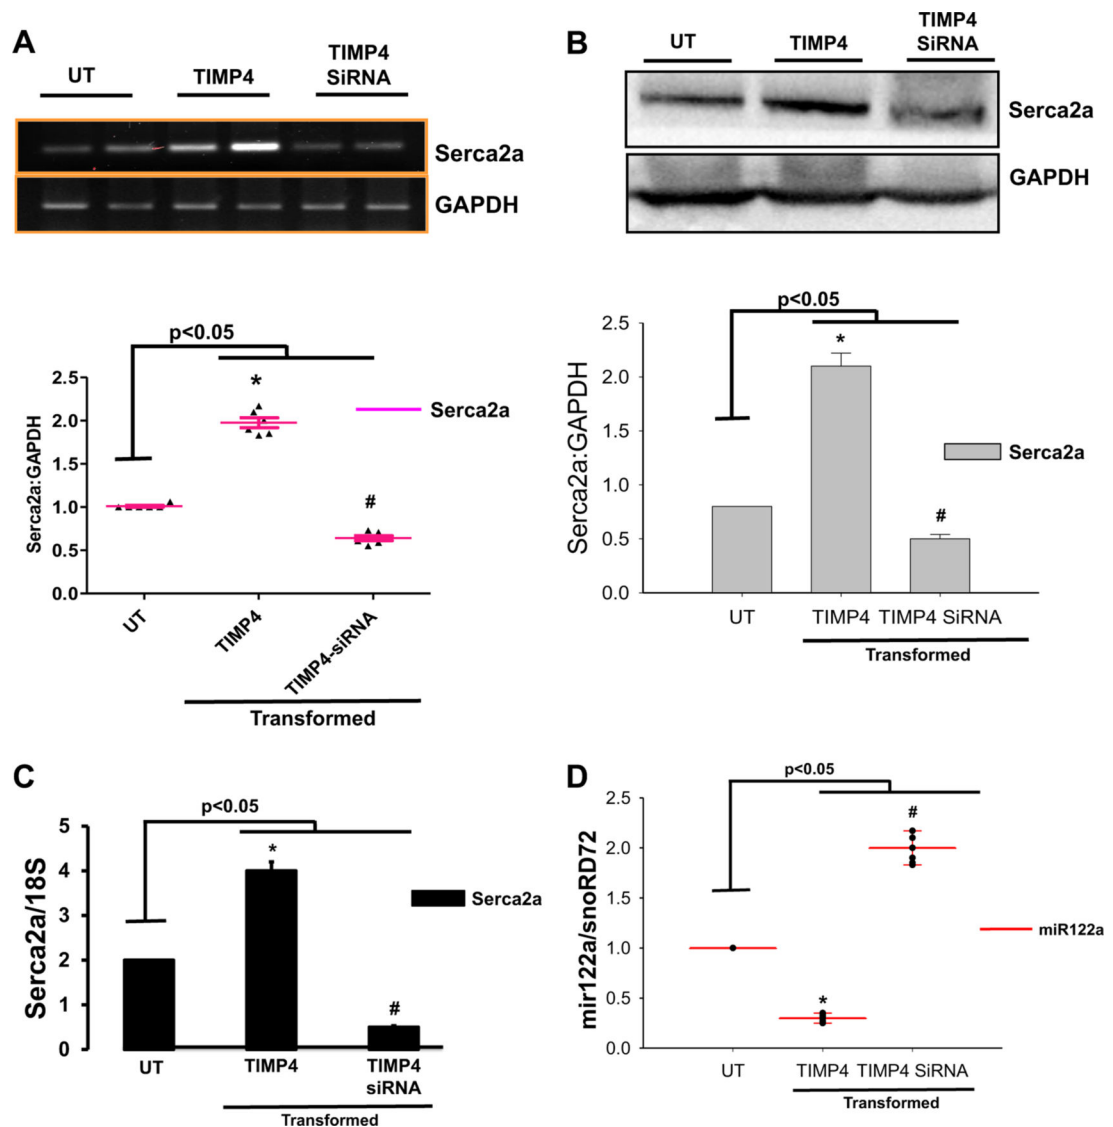 A
UT
TIMP4
TIMP4
SiRNA
Serca2a
GAPDH
p<0.05
2.5
2.0
1.5
1.0
0.5
0.0
Serca2a:GAPDH
*
#
Serca2a
UT
TIMP4
TIMP4-siRNA
Transformed
B
UT
TIMP4
TIMP4
SiRNA
Serca2a
GAPDH
p<0.05
2.5
2.0
1.5
1.0
0.5
0.0
Serca2a:GAPDH
*
#
Serca2a
UT
TIMP4
TIMP4 SiRNA
Transformed
C
p<0.05
5
4
3
2
1
0
Serca2a/18S
*
#
Serca2a
UT
TIMP4
TIMP4
siRNA
Transformed
D
p<0.05
2.5
2.0
1.5
1.0
0.5
0.0
mir122a/snoRD72
*
#
miR122a
UT
TIMP4
TIMP4 SiRNA
Transformed